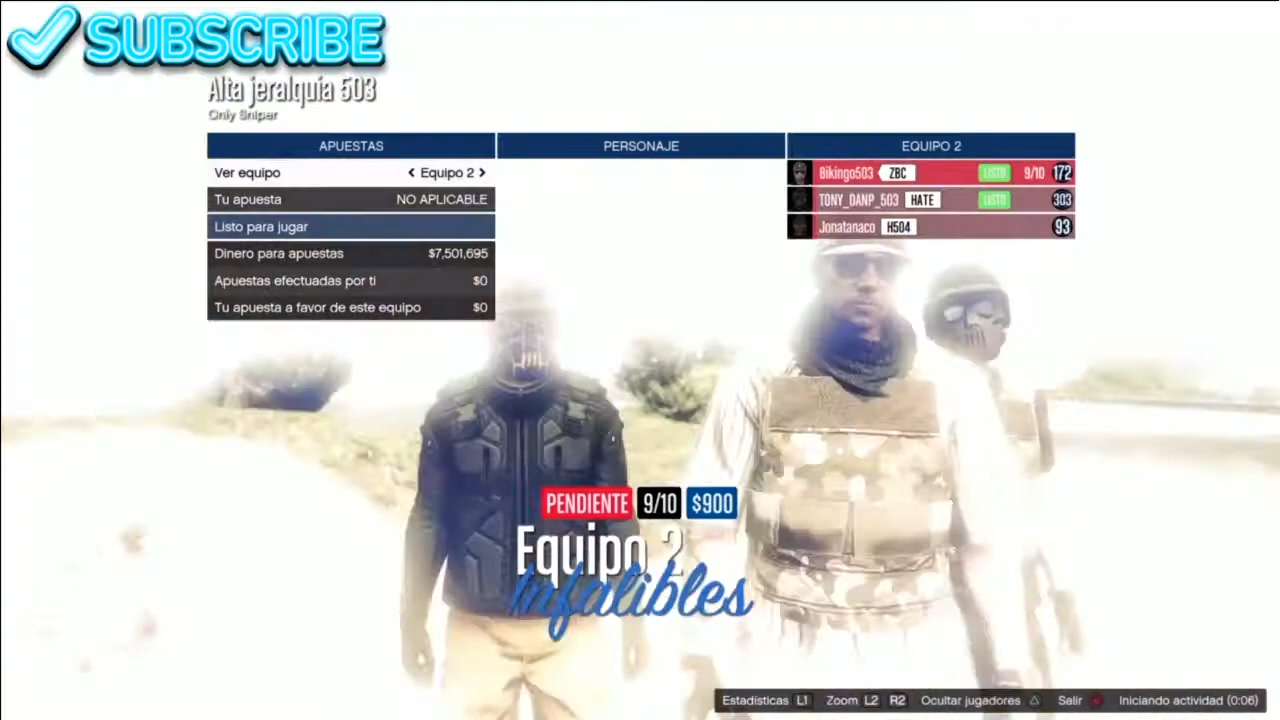 SUBSCRIBE
Alta jeralquia 503
Only Sniper
APUESTAS
PERSONAJE
EQUIPO 2
Ver equipo
Equipo 2
Tu apuesta
NO APLICABLE
Listo para jugar
Dinero para apuestas
$7,501,695
Apuestas efectuadas por ti
$0
Tu apuesta a favor de este equipo
$0
Bikingo503 ZBC LISTO 9/10 172
TONY_DANP_503 HATE LISTO 303
Jonatanaco H504 93
PENDIENTE 9/10 $900
Equipo 2
Infalibles
Estadísticas L1 Zoom L2 R2 Ocultar jugadores Salir Iniciando actividad (0:06)